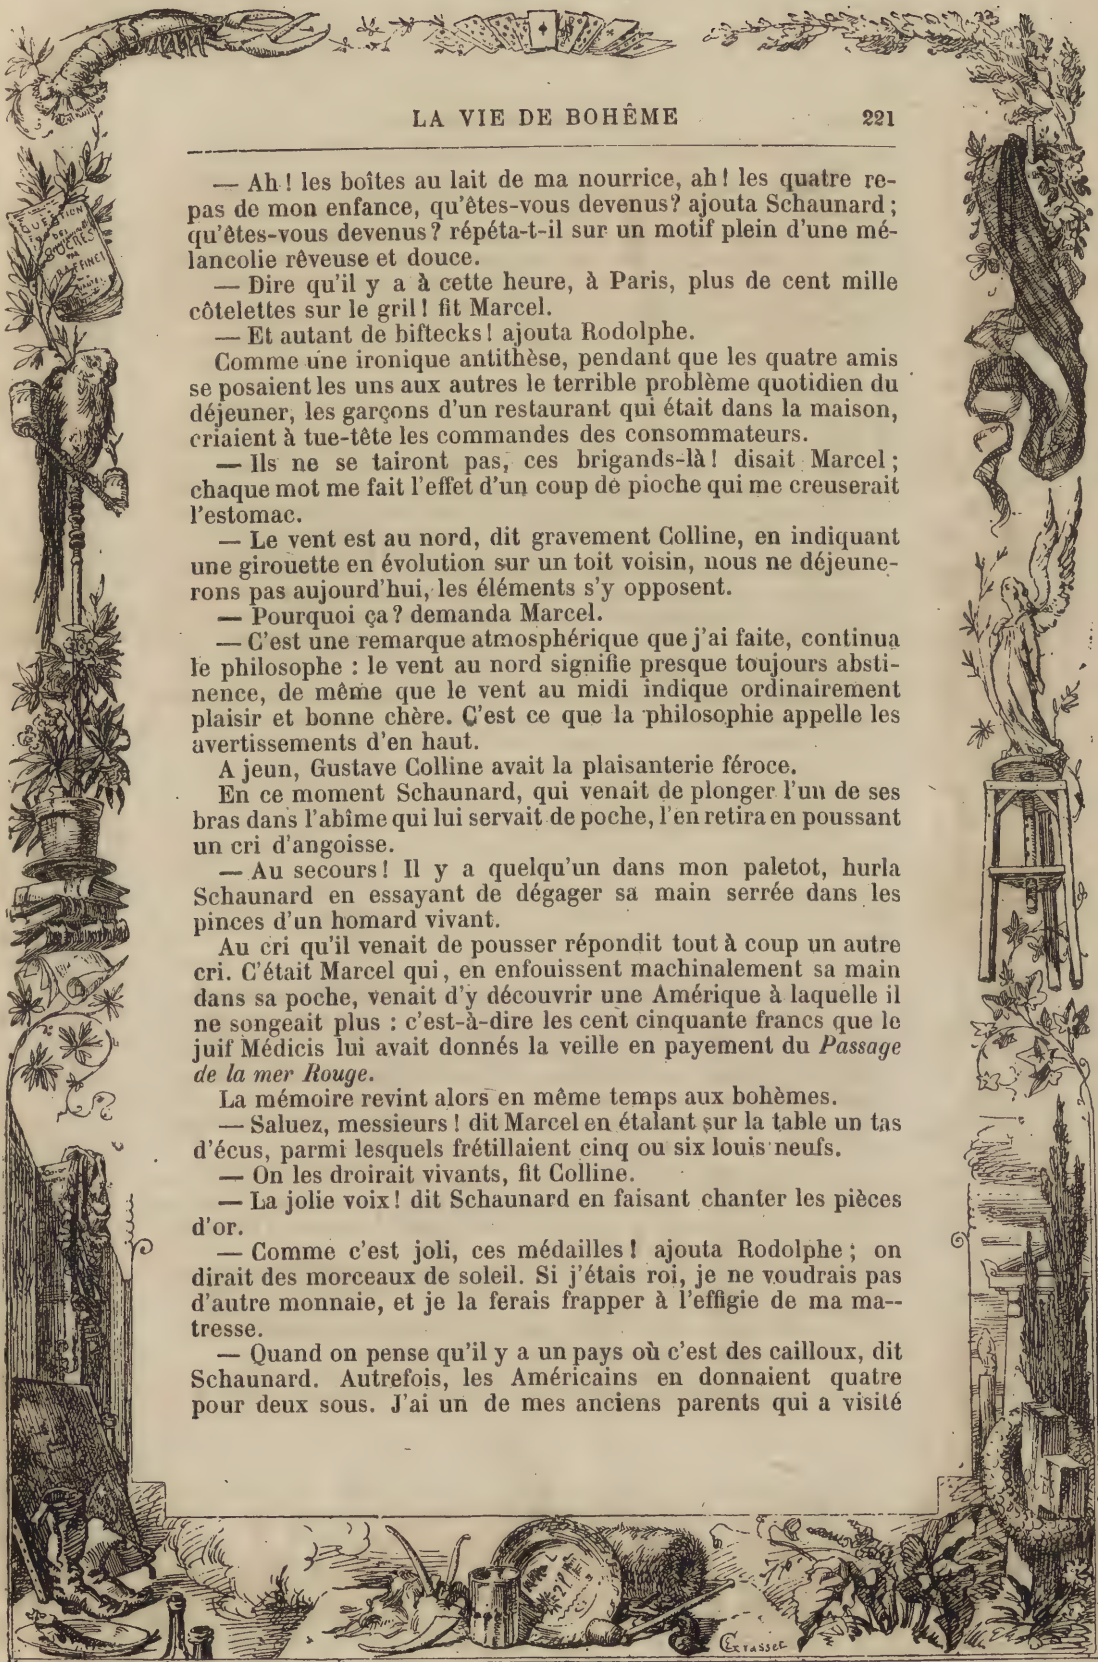 LA VIE DE BOHÊME 221
— Ah ! les boîtes au lait de ma nourrice, ah ! les quatre re-
pas de mon enfance, qu'êtes-vous devenus ? ajouta Schaunard ;
qu'êtes-vous devenus ? répéta-t-il sur un motif plein d'une mé-
lancolie rêveuse et douce.
— Dire qu'il y a à cette heure, à Paris, plus de cent mille
côtelettes sur le gril ! fit Marcel.
— Et autant de biftecks ! ajouta Rodolphe.
Comme une ironique antithèse, pendant que les quatre amis
se posaient les uns aux autres le terrible problème quotidien du
déjeuner, les garçons d'un restaurant qui était dans la maison,
criaient à tue-tête les commandes des consommateurs.
— Ils ne se tairont pas, ces brigands-là ! disait Marcel ;
chaque mot me fait l'effet d'un coup de pioche qui me creuserait
l'estomac.
— Le vent est au nord, dit gravement Colline, en indiquant
une girouette en évolution sur un toit voisin, nous ne déjeune-
rons pas aujourd'hui, les éléments s'y opposent.
— Pourquoi ça ? demanda Marcel.
— C'est une remarque atmosphérique que j'ai faite, continua
le philosophe : le vent au nord signifie presque toujours absti-
nence, de même que le vent au midi indique ordinairement
plaisir et bonne chère. C'est ce que la philosophie appelle les
avertissements d'en haut.
A jeun, Gustave Colline avait la plaisanterie féroce.
En ce moment Schaunard, qui venait de plonger l'un de ses
bras dans l'abîme qui lui servait de poche, l'en retira en poussant
un cri d'angoisse.
— Au secours ! Il y a quelqu'un dans mon paletot, hurla
Schaunard en essayant de dégager sa main serrée dans les
pinces d'un homard vivant.
Au cri qu'il venait de pousser répondit tout à coup un autre
cri. C'était Marcel qui, en enfouissent machinalement sa main
dans sa poche, venait d'y découvrir une Amérique à laquelle il
ne songeait plus : c'est-à-dire les cent cinquante francs que le
juif Médicis lui avait donnés la veille en payement du Passage
de la mer Rouge.
La mémoire revint alors en même temps aux bohèmes.
— Saluez, messieurs ! dit Marcel en étalant sur la table un tas
d'écus, parmi lesquels frétillaient cinq ou six louis neufs.
— On les droirait vivants, fit Colline.
— La jolie voix ! dit Schaunard en faisant chanter les pièces
d'or.
— Comme c'est joli, ces médailles ! ajouta Rodolphe ; on
dirait des morceaux de soleil. Si j'étais roi, je ne voudrais pas
d'autre monnaie, et je la ferais frapper à l'effigie de ma ma--
tresse.
— Quand on pense qu'il y a un pays où c'est des cailloux, dit
Schaunard. Autrefois, les Américains en donnaient quatre
pour deux sous. J'ai un de mes anciens parents qui a visité
QUESTION
DES
SUCRES
PAR
RAFFINEI
EGrasset